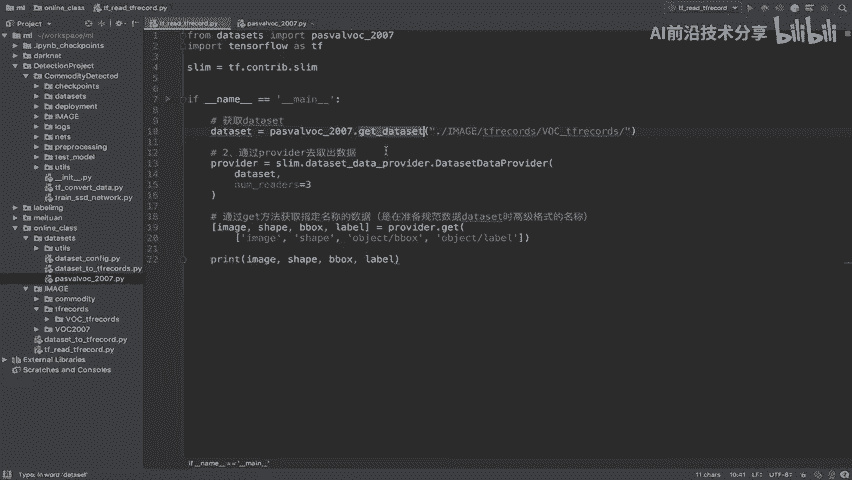 ml
online_class
tf_read_tfrecord.py
tf_read_tfrecord
AI前沿技术分享 bilibili
Project
tf_read_tfrecord.py
pasvalvoc_2007.py
ml ~/workspace/ml
.ipynb_checkpoints
darknet
DetectionProject
CommodityDetected
checkpoints
datasets
deployment
IMAGE
logs
nets
preprocessing
test_model
utils
__init__.py
tf_convert_data.py
train_ssd_network.py
labelimg
meituan
online_class
datasets
utils
dataset_config.py
dataset_to_tfrecords.py
pasvalvoc_2007.py
IMAGE
commodity
tfrecords
VOC_tfrecords
VOC2007
dataset_to_tfrecord.py
tf_read_tfrecord.py
External Libraries
Scratches and Consoles
1 from datasets import pasvalvoc_2007
2 import tensorflow as tf
3
4 slim = tf.contrib.slim
5
6
7 if __name__ == '__main__':
8
9 # 获取dataset
10 dataset = pasvalvoc_2007.get_dataset("./IMAGE/tfrecords/VOC_tfrecords/")
11
12 # 2、通过provider去取出数据
13 provider = slim.dataset_data_provider.DatasetDataProvider(
14 dataset,
15 num_readers=3
16 )
17
18 # 通过get方法获取指定名称的数据（是在准备规范数据dataset时高级格式的名称）
19 [image, shape, bbox, label] = provider.get(
20 ['image', 'shape', 'object/bbox', 'object/label'])
21
22 print(image, shape, bbox, label)
if __name__ == '__main__'
Typo: In word 'dataset'
11 chars
10:41
LF
UTF-8